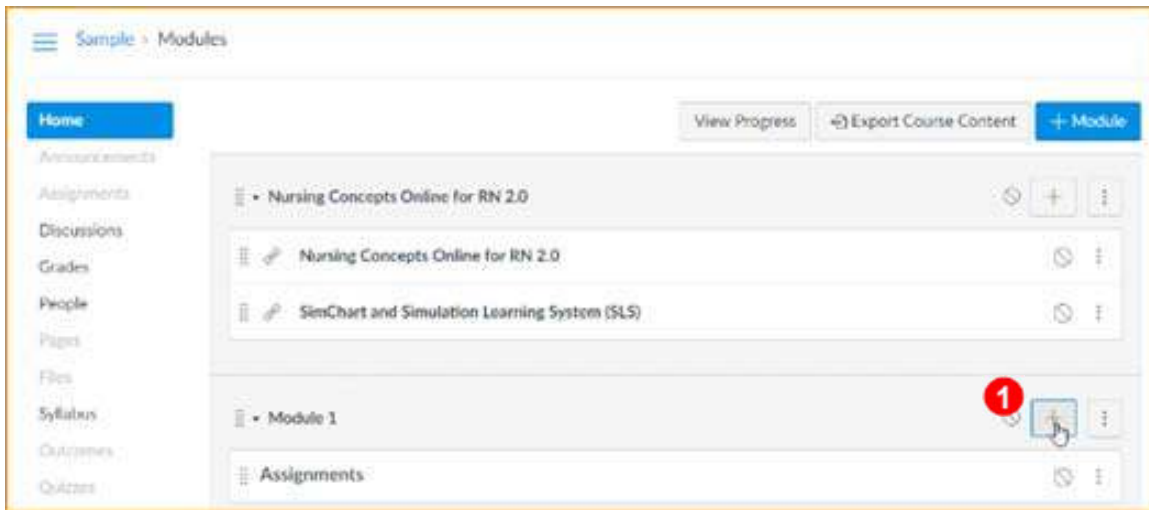 Sample › Modules
Home
View Progress
Export Course Content
+ Module
Announcements
Assignments
Nursing Concepts Online for RN 2.0
Discussions
Nursing Concepts Online for RN 2.0
Grades
People
SimChart and Simulation Learning System (SLS)
Pages
Files
1
Syllabus
Module 1
Outcomes
Assignments
Quizzes